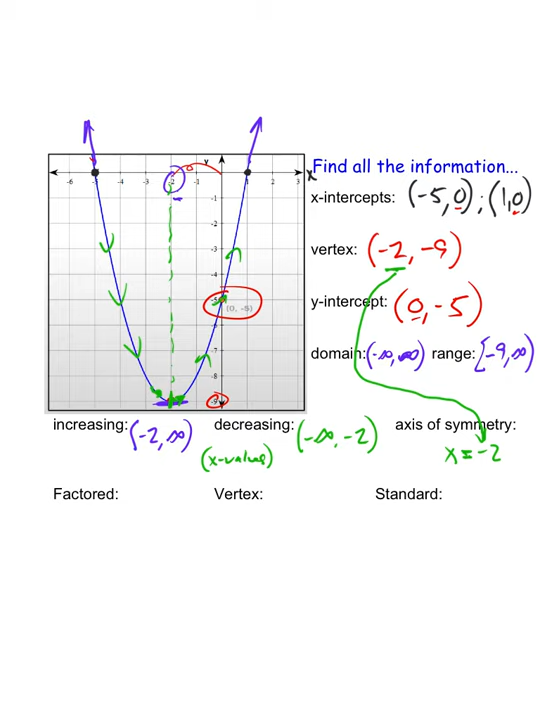 y
x
-6 -5 -3 -2 -1 1 2 3
-1
-2
-3
-4
-5
(0, -5)
-6
-7
-8
-9
Find all the information...
x-intercepts: (-5,0) ; (1,0)
vertex: (-2, -9)
y-intercept: (0, -5)
domain: (-∞, ∞) range: [-9, ∞)
increasing: (-2, ∞) decreasing: (-∞, -2) axis of symmetry:
(x-values) x = -2
Factored: Vertex: Standard: